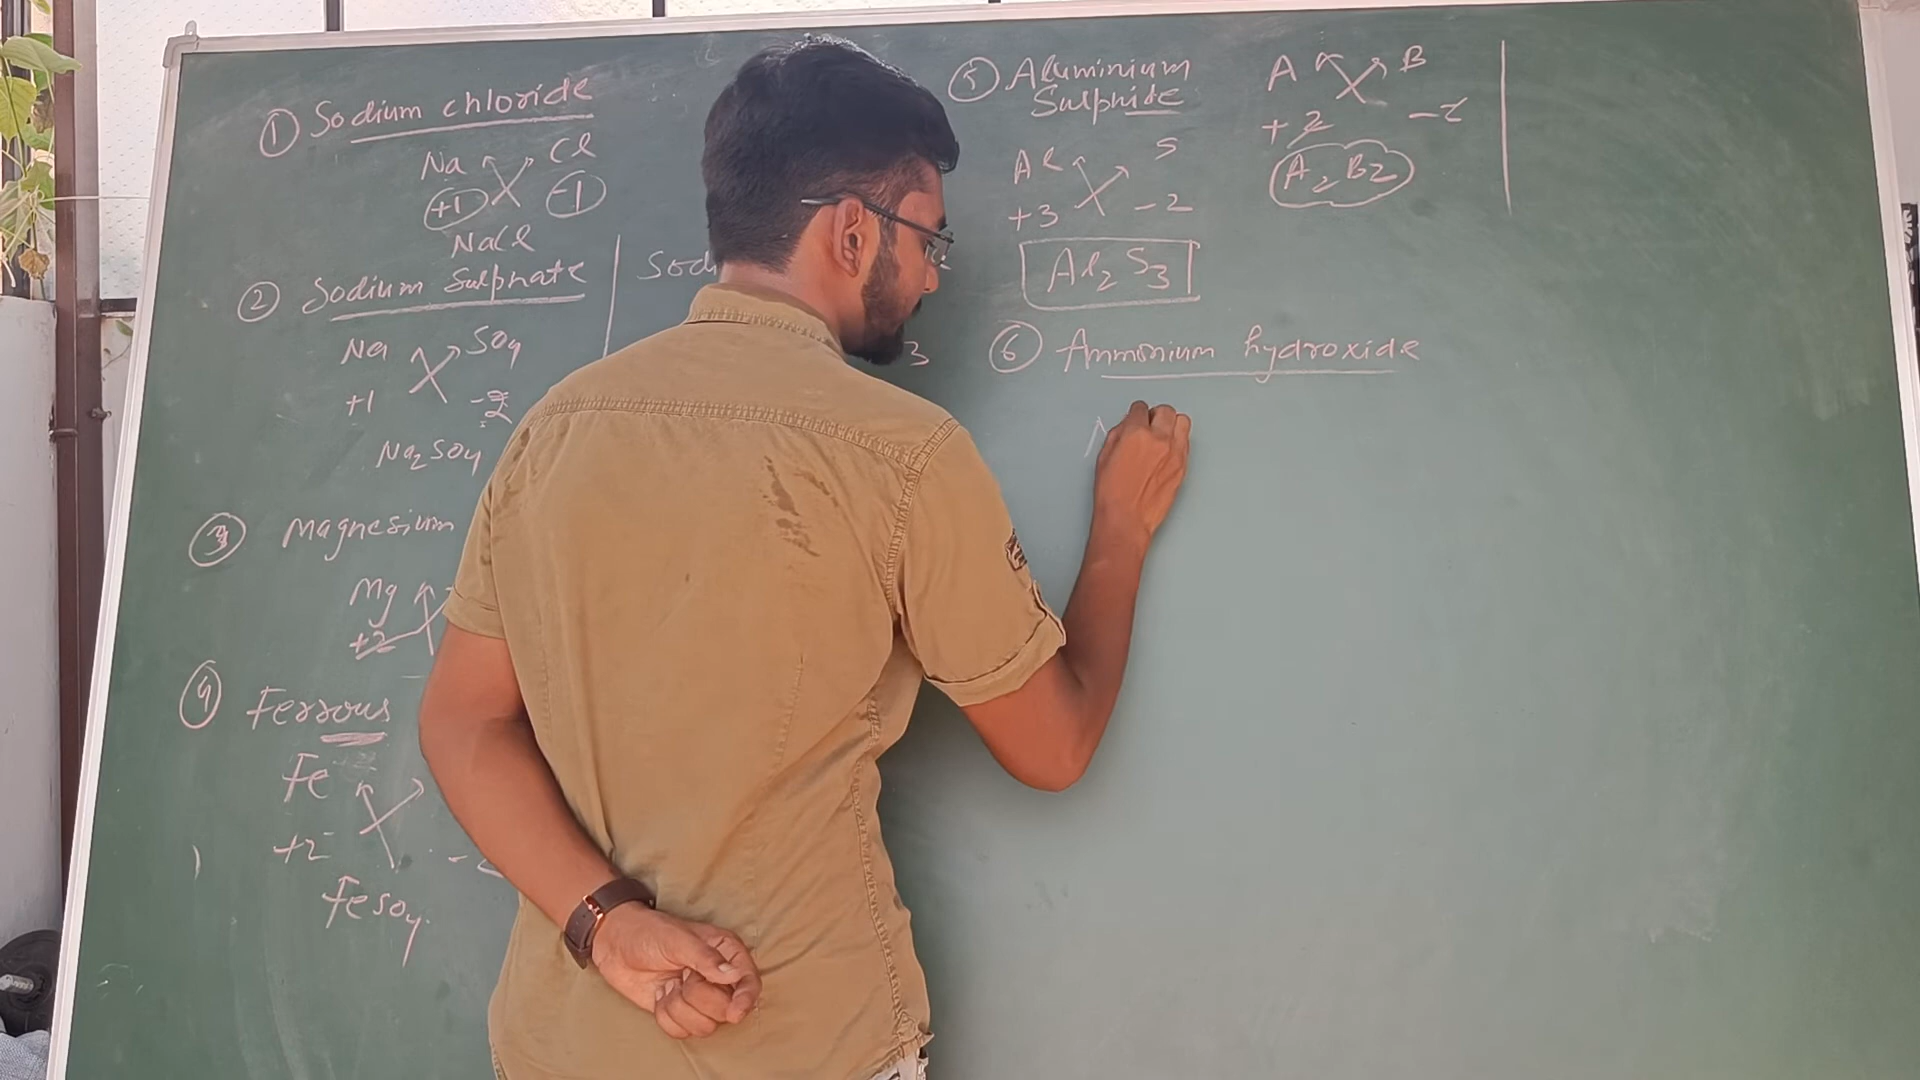 ① Sodium chloride
Na Cl
+1 -1
NaCl
② Sodium Sulphate
Na SO4
+1 -2
Na2SO4
③ Magnesium
Mg
+2
④ Ferrous
Fe
+2
FeSO4.
Sod
3
⑤ Aluminium
Sulphide
Al S
+3 -2
Al2S3
A B
+2 -2
A2B2
⑥ Ammonium hydroxide
N